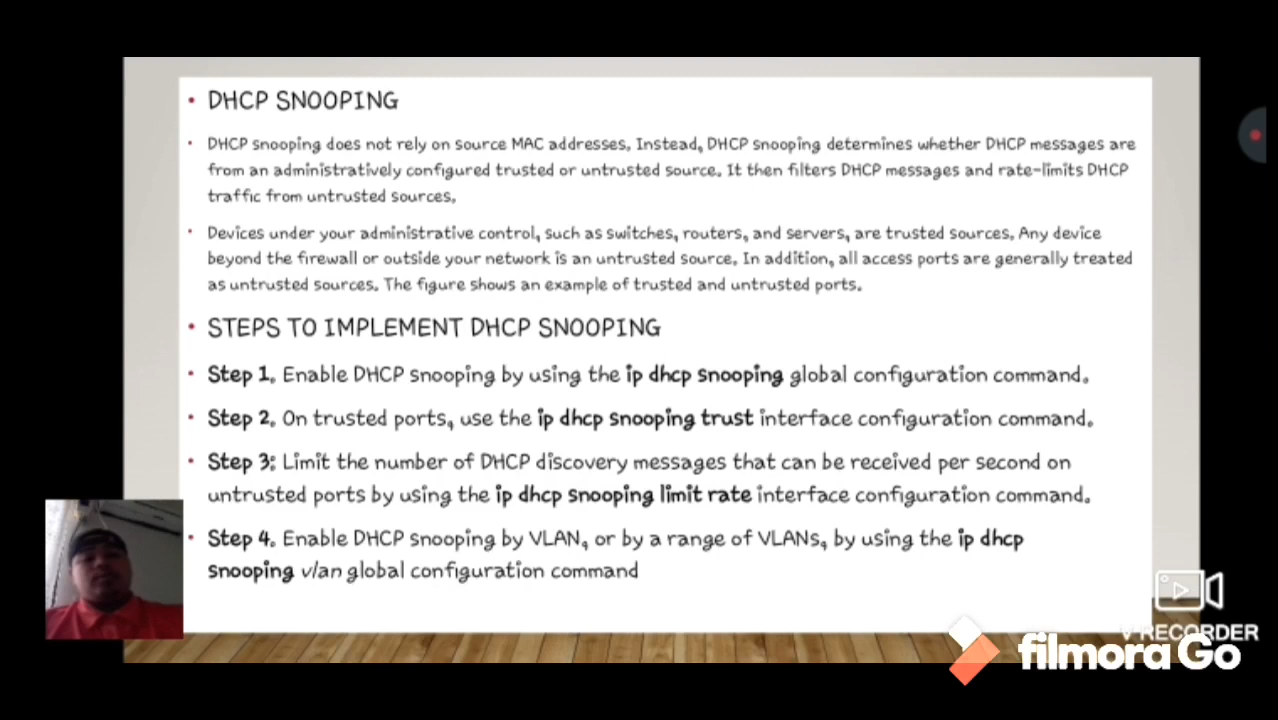 DHCP SNOOPING
DHCP snooping does not rely on source MAC addresses. Instead, DHCP snooping determines whether DHCP messages are
from an administratively configured trusted or untrusted source. It then filters DHCP messages and rate-limits DHCP
traffic from untrusted sources.
Devices under your administrative control, such as switches, routers, and servers, are trusted sources. Any device
beyond the firewall or outside your network is an untrusted source. In addition, all access ports are generally treated
as untrusted sources. The figure shows an example of trusted and untrusted ports.
STEPS TO IMPLEMENT DHCP SNOOPING
Step 1. Enable DHCP snooping by using the ip dhcp snooping global configuration command.
Step 2. On trusted ports, use the ip dhcp snooping trust interface configuration command.
Step 3: Limit the number of DHCP discovery messages that can be received per second on
untrusted ports by using the ip dhcp snooping limit rate interface configuration command.
Step 4. Enable DHCP snooping by VLAN, or by a range of VLANs, by using the ip dhcp
snooping vlan global configuration command
V RECORDER
filmora Go